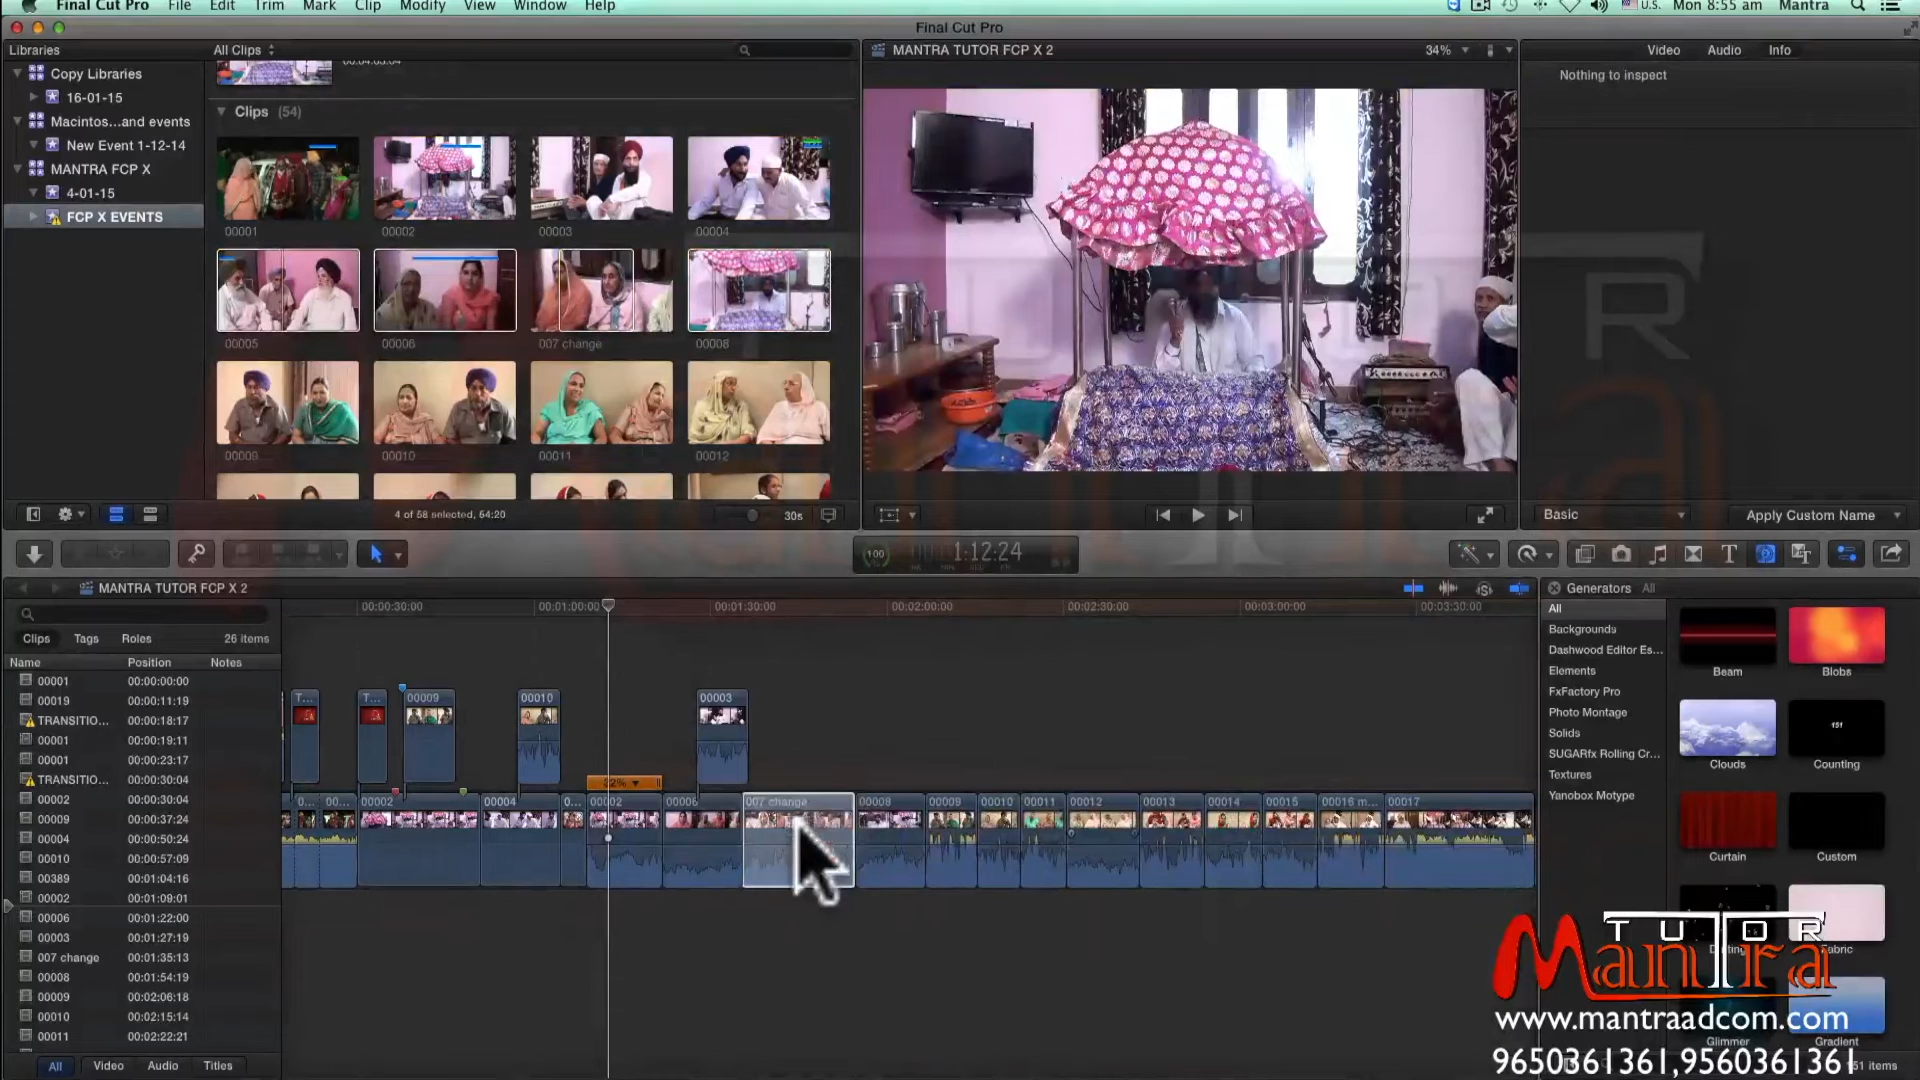 Final Cut Pro File Edit Trim Mark Clip Modify View Window Help
U.S. Mon 8:55 am Mantra
Final Cut Pro
Libraries
All Clips
MANTRA TUTOR FCP X 2
34%
Video Audio Info
Nothing to inspect
Copy Libraries
16-01-15
Macintos...and events
New Event 1-12-14
MANTRA FCP X
4-01-15
FCP X EVENTS
Clips (54)
00001 00002 00003 00004
00005 00006 007 change 00008
00009 00010 00011 00012
4 of 58 selected, 54:20
30s
Basic
Apply Custom Name
100
1:12:24
MANTRA TUTOR FCP X 2
Clips Tags Roles 26 items
Name Position Notes
00001 00:00:00:00
00019 00:00:11:19
TRANSITIO... 00:00:18:17
00001 00:00:19:11
00001 00:00:23:17
TRANSITIO... 00:00:30:04
00002 00:00:30:04
00009 00:00:37:24
00004 00:00:50:24
00010 00:00:57:09
00389 00:01:04:16
00002 00:01:09:01
00006 00:01:22:00
00003 00:01:27:19
007 change 00:01:35:13
00008 00:01:54:19
00009 00:02:06:18
00010 00:02:15:14
00011 00:02:22:21
All Video Audio Titles
00:00:30:00 00:01:00:00 00:01:30:00 00:02:00:00 00:02:30:00 00:03:00:00 00:03:30:00
T... T... 00009 00010 00003
22%
0... 00... 00002 00004 0... 00002 00006 007 change 00008 00009 00010 00011 00012 00013 00014 00015 00016 m... 00017
Generators All
All
Backgrounds
Dashwood Editor Es...
Elements
FxFactory Pro
Photo Montage
Solids
SUGARfx Rolling Cr...
Textures
Yanobox Motype
Beam Blobs
Clouds Counting
Curtain Custom
Fabric
Glimmer Gradient
TUTOR
Mantra
www.mantraadcom.com
9650361361,9560361361